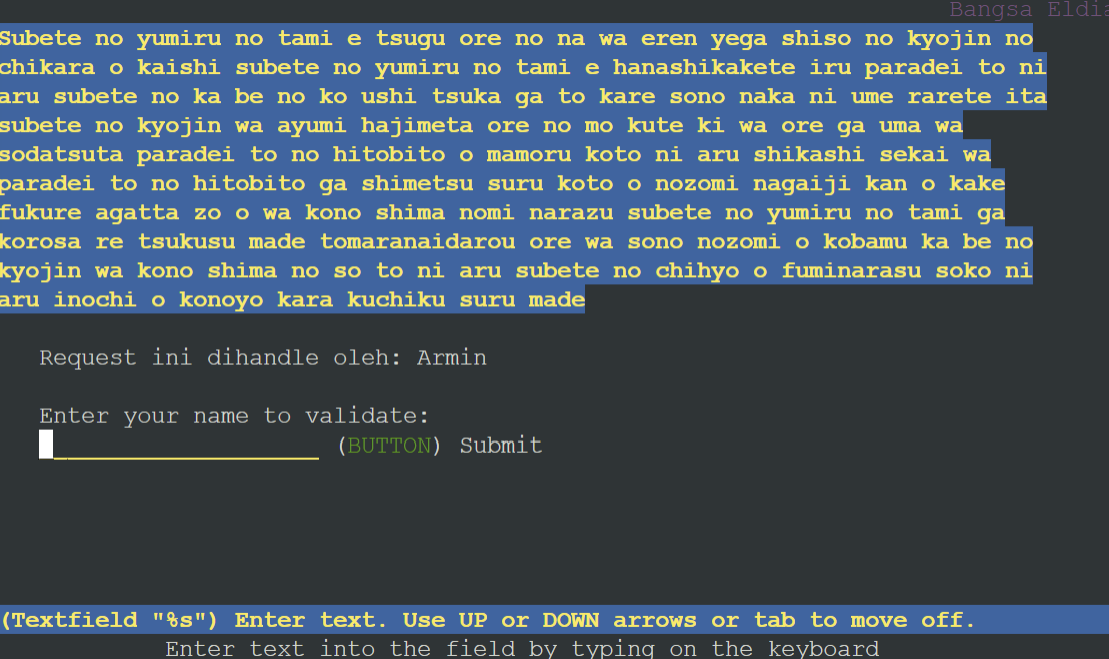 Bangsa Eldia
Subete no yumiru no tami e tsugu ore no na wa eren yega shiso no kyojin no
chikara o kaishi subete no yumiru no tami e hanashikakete iru paradei to ni
aru subete no ka be no ko ushi tsuka ga to kare sono naka ni ume rarete ita
subete no kyojin wa ayumi hajimeta ore no mo kute ki wa ore ga uma wa
sodatsuta paradei to no hitobito o mamoru koto ni aru shikashi sekai wa
paradei to no hitobito ga shimetsu suru koto o nozomi nagaiji kan o kake
fukure agatta zo o wa kono shima nomi narazu subete no yumiru no tami ga
korosa re tsukusu made tomaranaidarou ore wa sono nozomi o kobamu ka be no
kyojin wa kono shima no so to ni aru subete no chihyo o fuminarasu soko ni
aru inochi o konoyo kara kuchiku suru made
Request ini dihandle oleh: Armin
Enter your name to validate:
(BUTTON) Submit
(Textfield "%s") Enter text. Use UP or DOWN arrows or tab to move off.
Enter text into the field by typing on the keyboard